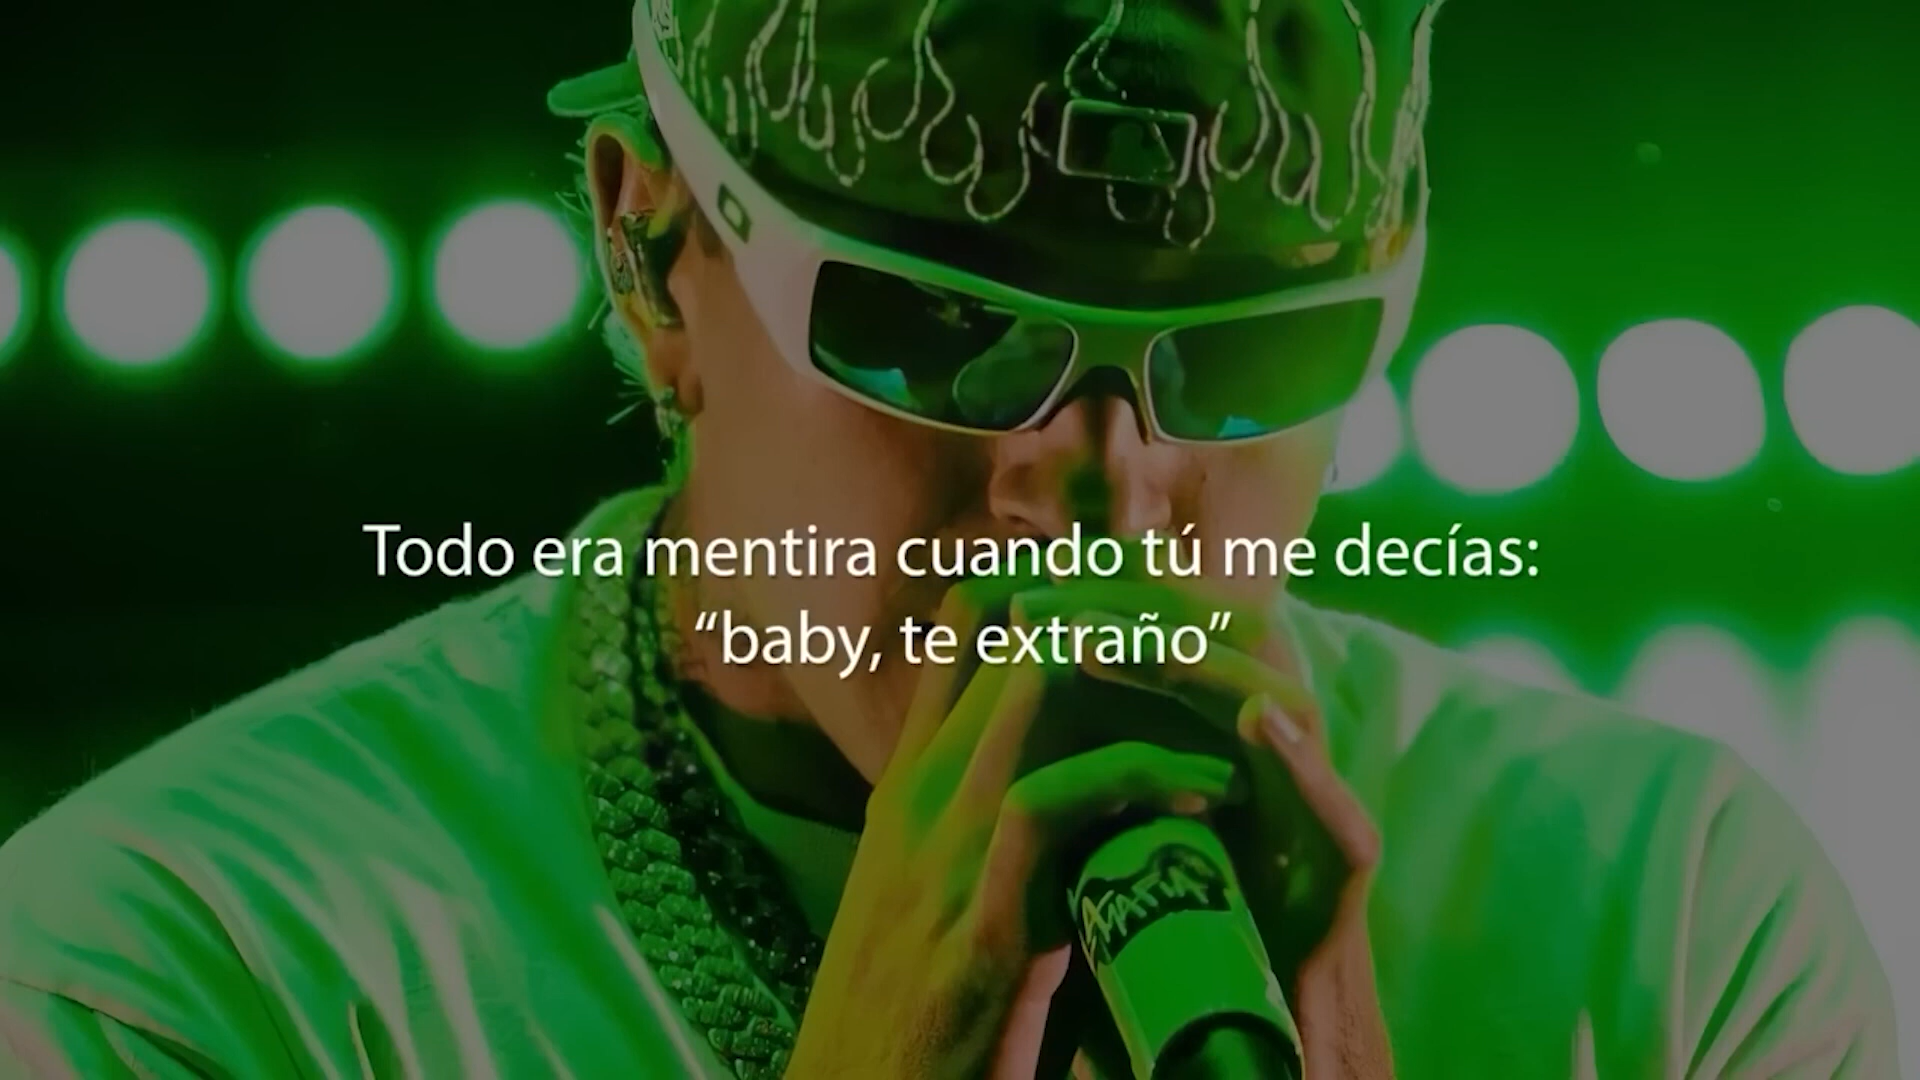 Todo era mentira cuando tú me decías:
“baby, te extraño”